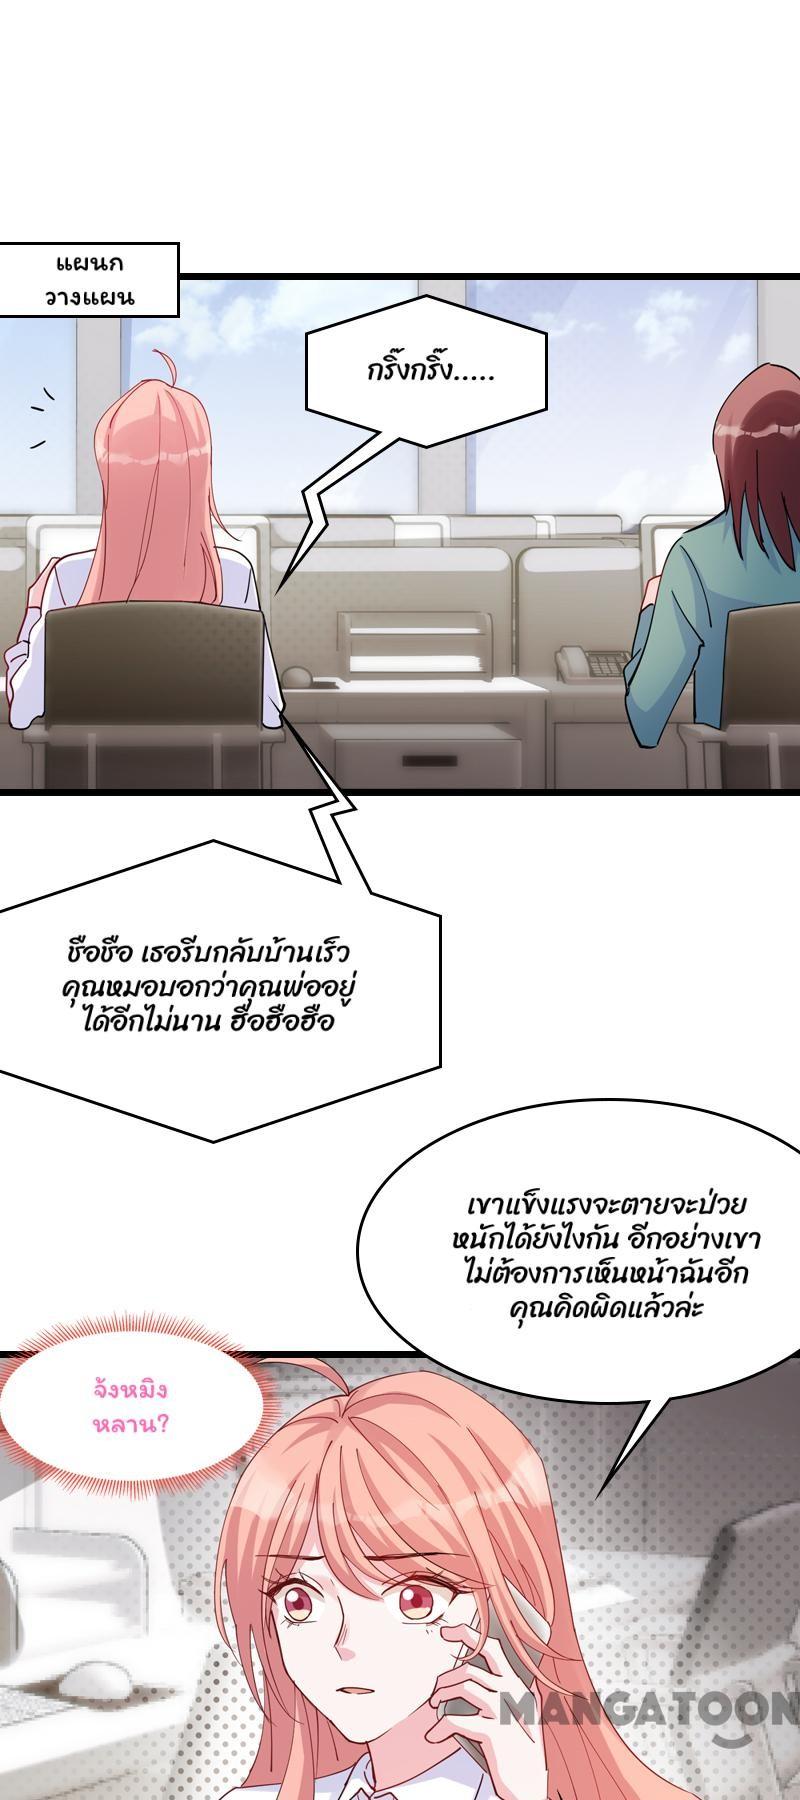 แผนก
วางแผน
กริ๊งกริ๊ง.....
ชือชือ เธอรีบกลับบ้านเร็ว
คุณหมอบอกว่าคุณพ่ออยู่
ได้อีกไม่นาน ฮือฮือฮือ
เขาแข็งแรงจะตายจะป่วย
หนักได้ยังไงกัน อีกอย่างเขา
ไม่ต้องการเห็นหน้าฉันอีก
คุณคิดผิดแล้วล่ะ
จ้งหมิง
หลาน?
MANGATOON